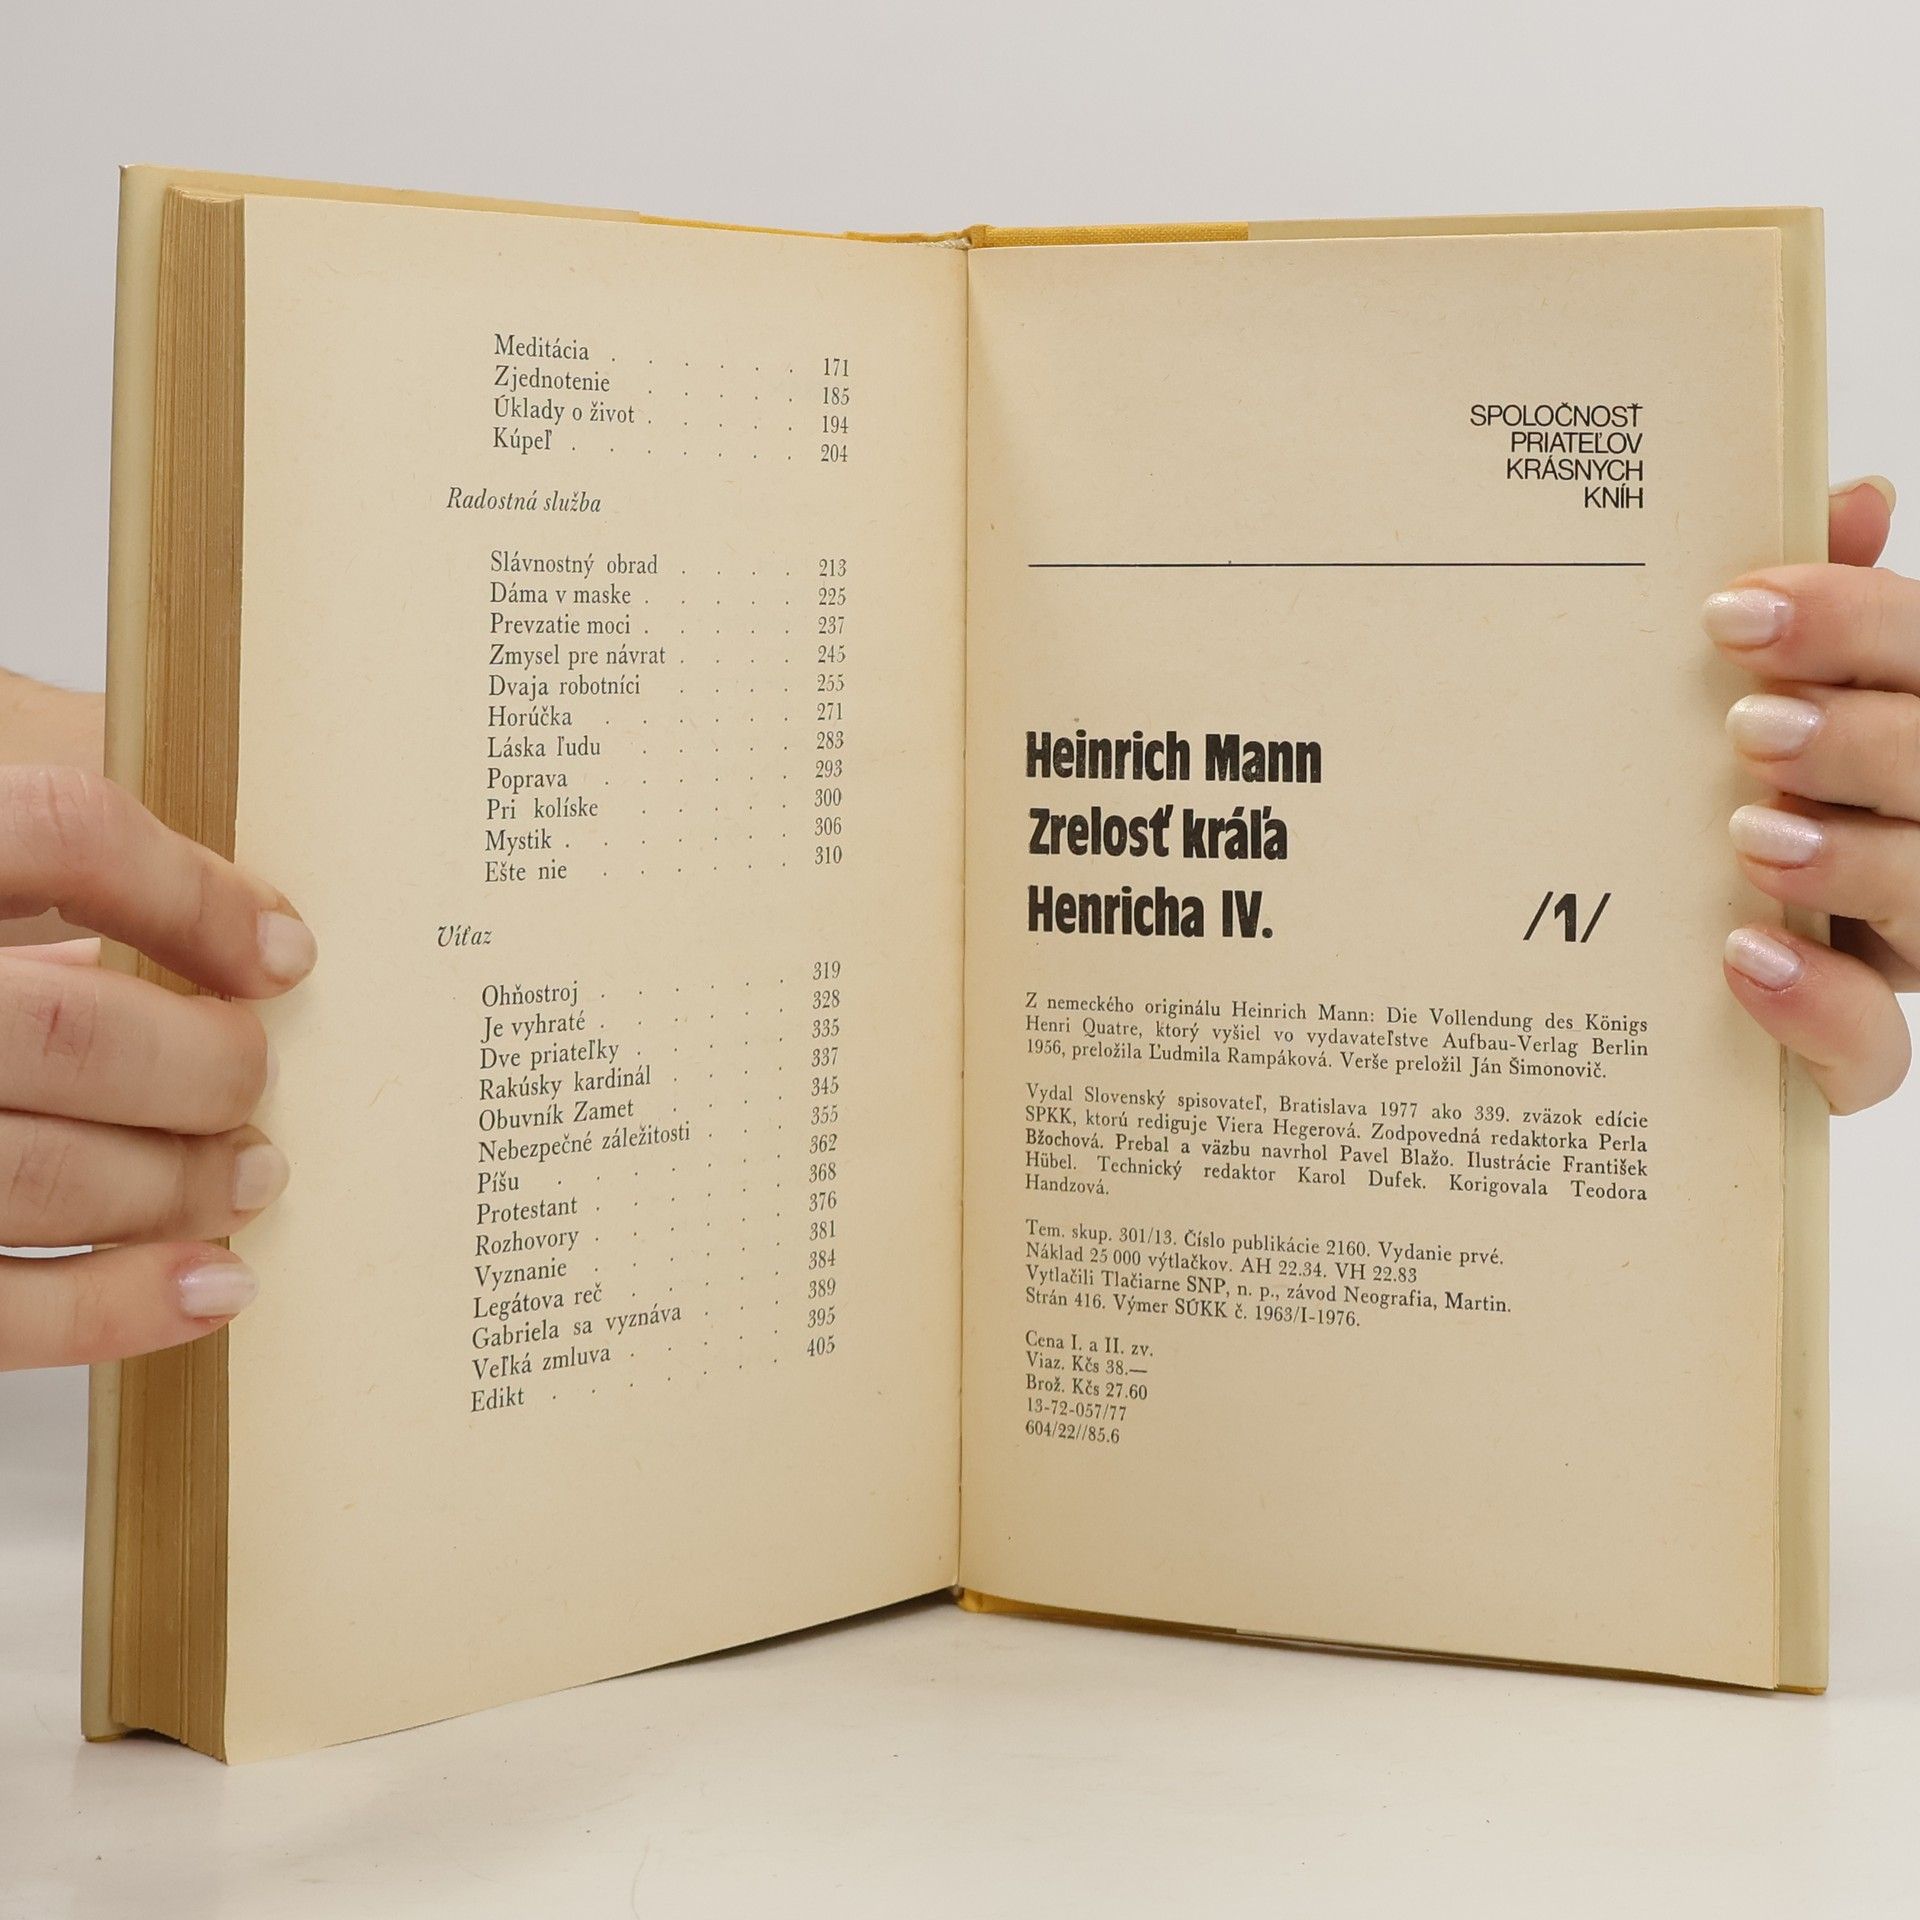 Meditácia . . . . . . 171
Zjednotenie . . . . . 185
Úklady o život . . . . . 194
Kúpeľ . . . . . . . 204
Radostná služba
Slávnostný obrad . . . . 213
Dáma v maske . . . . . 225
Prevzatie moci . . . . . 237
Zmysel pre návrat . . . . 245
Dvaja robotníci . . . . 255
Horúčka . . . . . . 271
Láska ľudu . . . . . 283
Poprava . . . . . . 293
Pri kolíske . . . . . 300
Mystik . . . . . . . 306
Ešte nie . . . . . . 310
Víťaz
Ohňostroj . . . . . . 319
Je vyhraté . . . . . . 328
Dve priateľky . . . . . 335
Rakúsky kardinál . . . . 337
Obuvník Zamet . . . . 345
Nebezpečné záležitosti . . . 355
Píšu . . . . . . . 362
Protestant . . . . . . 368
Rozhovory . . . . . . 376
Vyznanie . . . . . . 381
Legátova reč . . . . . 384
Gabriela sa vyznáva . . . 389
Veľká zmluva . . . . . 395
Edikt . . . . . . . 405
SPOLOČNOSŤ
PRIATEĽOV
KRÁSNYCH
KNÍH
Heinrich Mann
Zrelosť kráľa
Henricha IV. /1/
Z nemeckého originálu Heinrich Mann: Die Vollendung des Königs
Henri Quatre, ktorý vyšiel vo vydavateľstve Aufbau-Verlag Berlin
1956, preložila Ľudmila Rampáková. Verše preložil Ján Šimonovič.
Vydal Slovenský spisovateľ, Bratislava 1977 ako 339. zväzok edície
SPKK, ktorú rediguje Viera Hegerová. Zodpovedná redaktorka Perla
Bžochová. Prebal a väzbu navrhol Pavel Blažo. Ilustrácie František
Hübel. Technický redaktor Karol Dufek. Korigovala Teodora
Handzová.
Tem. skup. 301/13. Číslo publikácie 2160. Vydanie prvé.
Náklad 25 000 výtlačkov. AH 22.34. VH 22.83
Vytlačili Tlačiarne SNP, n. p., závod Neografia, Martin.
Strán 416. Výmer SÚKK č. 1963/I-1976.
Cena I. a II. zv.
Viaz. Kčs 38.—
Brož. Kčs 27.60
13-72-057/77
604/22//85.6